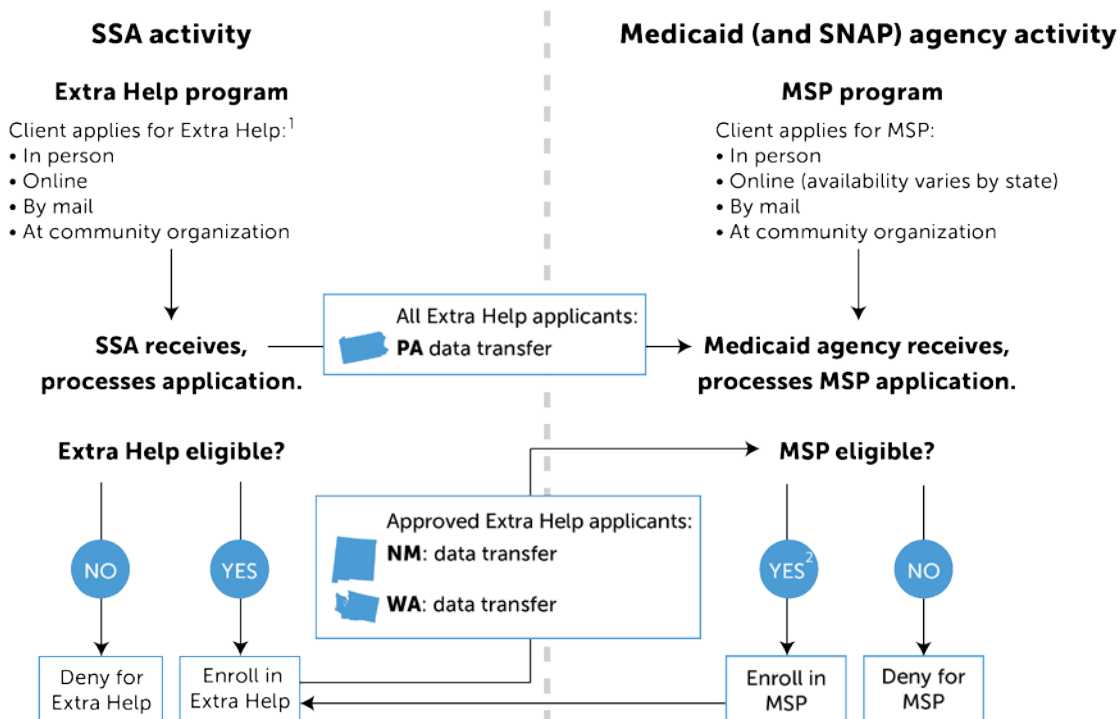 SSA activity
Medicaid (and SNAP) agency activity
Extra Help program
Client applies for Extra Help:1
• In person
• Online
• By mail
• At community organization
MSP program
Client applies for MSP:
• In person
• Online (availability varies by state)
• By mail
• At community organization
All Extra Help applicants:
PA data transfer
SSA receives,
processes application.
Medicaid agency receives,
processes MSP application.
Extra Help eligible?
MSP eligible?
Approved Extra Help applicants:
NM: data transfer
WA: data transfer
NO
YES
YES2
NO
Deny for
Extra Help
Enroll in
Extra Help
Enroll in
MSP
Deny for
MSP